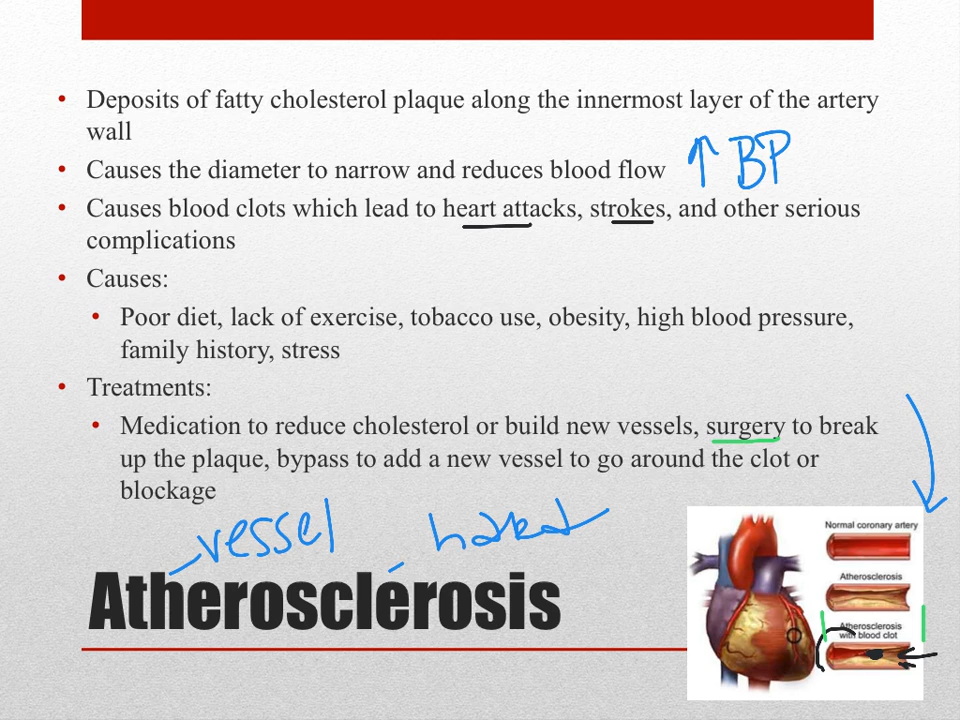 • Deposits of fatty cholesterol plaque along the innermost layer of the artery
wall
• Causes the diameter to narrow and reduces blood flow ↑ BP
• Causes blood clots which lead to heart attacks, strokes, and other serious
complications
• Causes:
• Poor diet, lack of exercise, tobacco use, obesity, high blood pressure,
family history, stress
• Treatments:
• Medication to reduce cholesterol or build new vessels, surgery to break
up the plaque, bypass to add a new vessel to go around the clot or
blockage
vessel
Atherosclerosis
Normal coronary artery
Atherosclerosis
Atherosclerosis
with blood clot